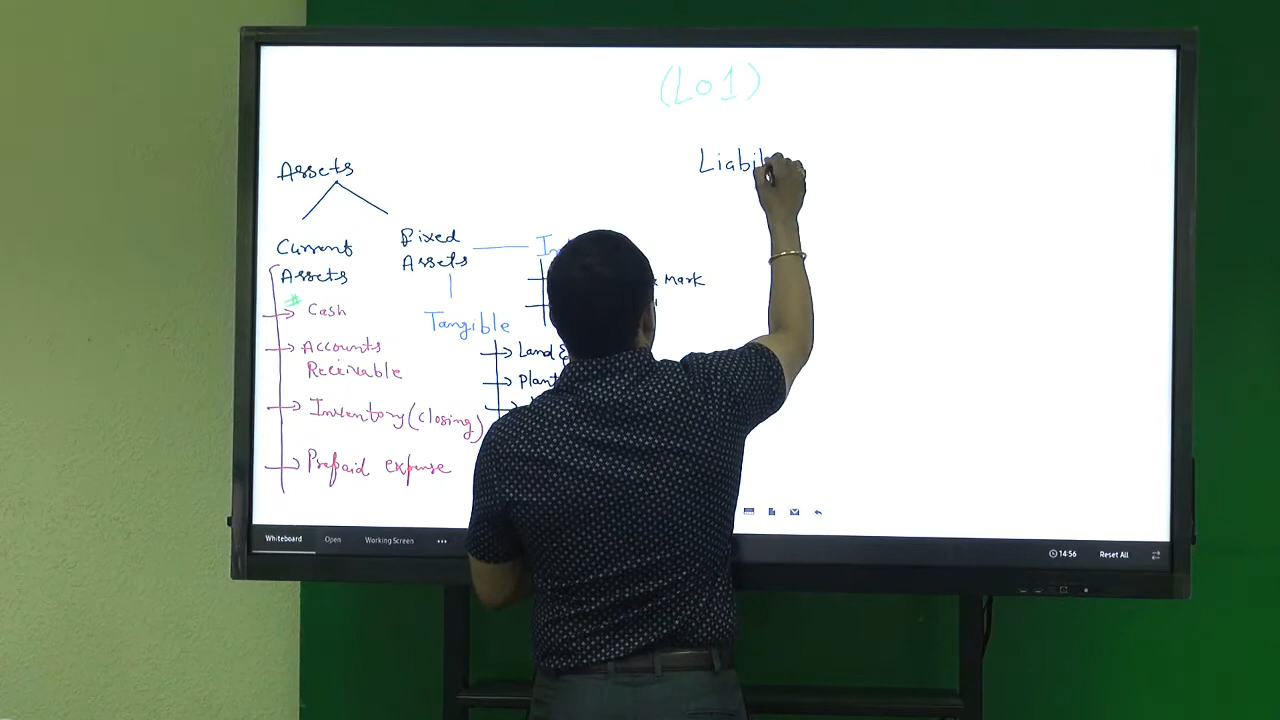 (LO1)
Assets
Liabil
Current
Assets
Fixed
Assets
Mark
Cash
Tangible
Accounts
Receivable
Land &
Plant
Inventory (closing)
Prepaid expense
Whiteboard
Open
Working Screen
14:56
Reset All